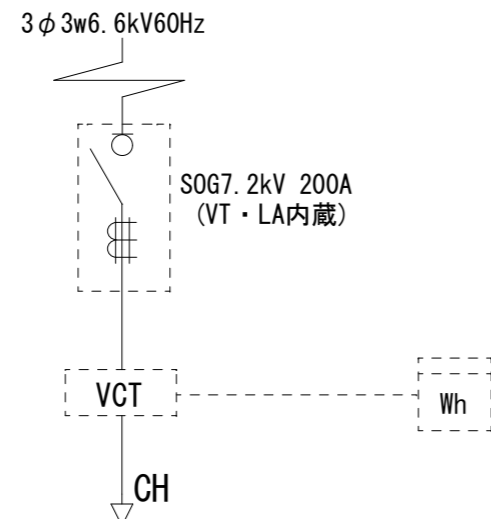 3φ3w6.6kV60Hz
SOG7.2kV 200A
(VT・LA内蔵)
VCT
Wh
CH